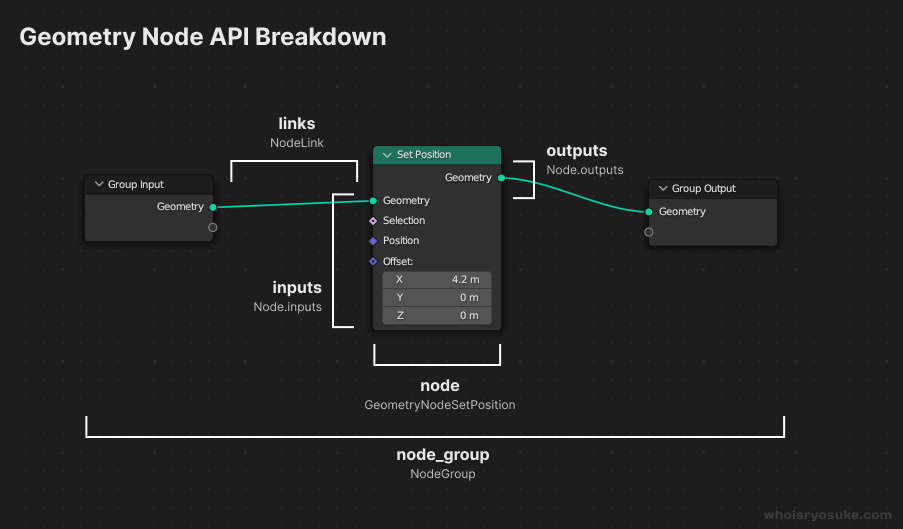 Geometry Node API Breakdown
links
NodeLink
Group Input
Geometry
Set Position
Geometry
Geometry
Selection
Position
Offset:
X 4.2 m
Y 0 m
Z 0 m
outputs
Node.outputs
Group Output
Geometry
inputs
Node.inputs
node
GeometryNodeSetPosition
node_group
NodeGroup
whoisryosuke.com